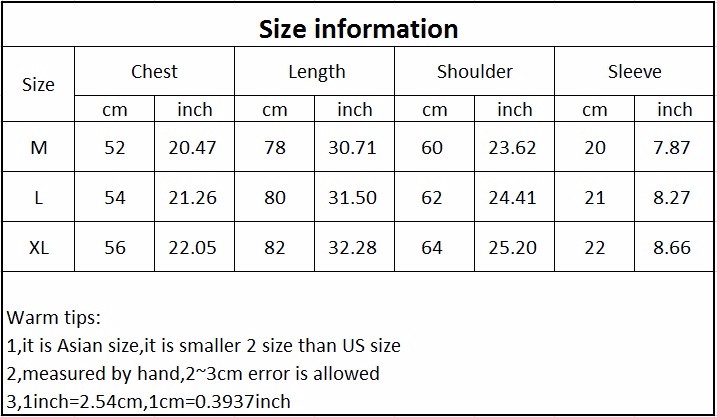 Size information
Size Chest Length Shoulder Sleeve
cm inch cm inch cm inch cm inch
M 52 20.47 78 30.71 60 23.62 20 7.87
L 54 21.26 80 31.50 62 24.41 21 8.27
XL 56 22.05 82 32.28 64 25.20 22 8.66
Warm tips:
1,it is Asian size,it is smaller 2 size than US size
2,measured by hand,2~3cm error is allowed
3,1inch=2.54cm,1cm=0.3937inch